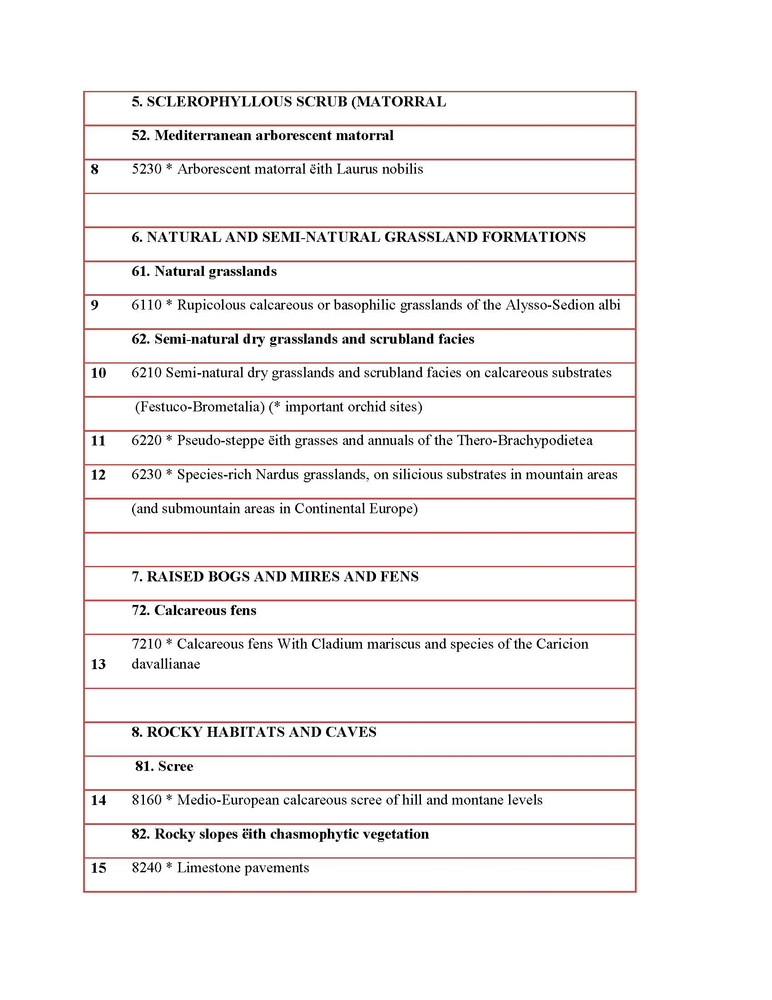 5. SCLEROPHYLLOUS SCRUB (MATORRAL
52. Mediterranean arborescent matorral
8 5230 * Arborescent matorral ëith Laurus nobilis
6. NATURAL AND SEMI-NATURAL GRASSLAND FORMATIONS
61. Natural grasslands
9 6110 * Rupicolous calcareous or basophilic grasslands of the Alysso-Sedion albi
62. Semi-natural dry grasslands and scrubland facies
10 6210 Semi-natural dry grasslands and scrubland facies on calcareous substrates
(Festuco-Brometalia) (* important orchid sites)
11 6220 * Pseudo-steppe ëith grasses and annuals of the Thero-Brachypodietea
12 6230 * Species-rich Nardus grasslands, on silicious substrates in mountain areas
(and submountain areas in Continental Europe)
7. RAISED BOGS AND MIRES AND FENS
72. Calcareous fens
7210 * Calcareous fens With Cladium mariscus and species of the Caricion
13 davallianae
8. ROCKY HABITATS AND CAVES
81. Scree
14 8160 * Medio-European calcareous scree of hill and montane levels
82. Rocky slopes ëith chasmophytic vegetation
15 8240 * Limestone pavements